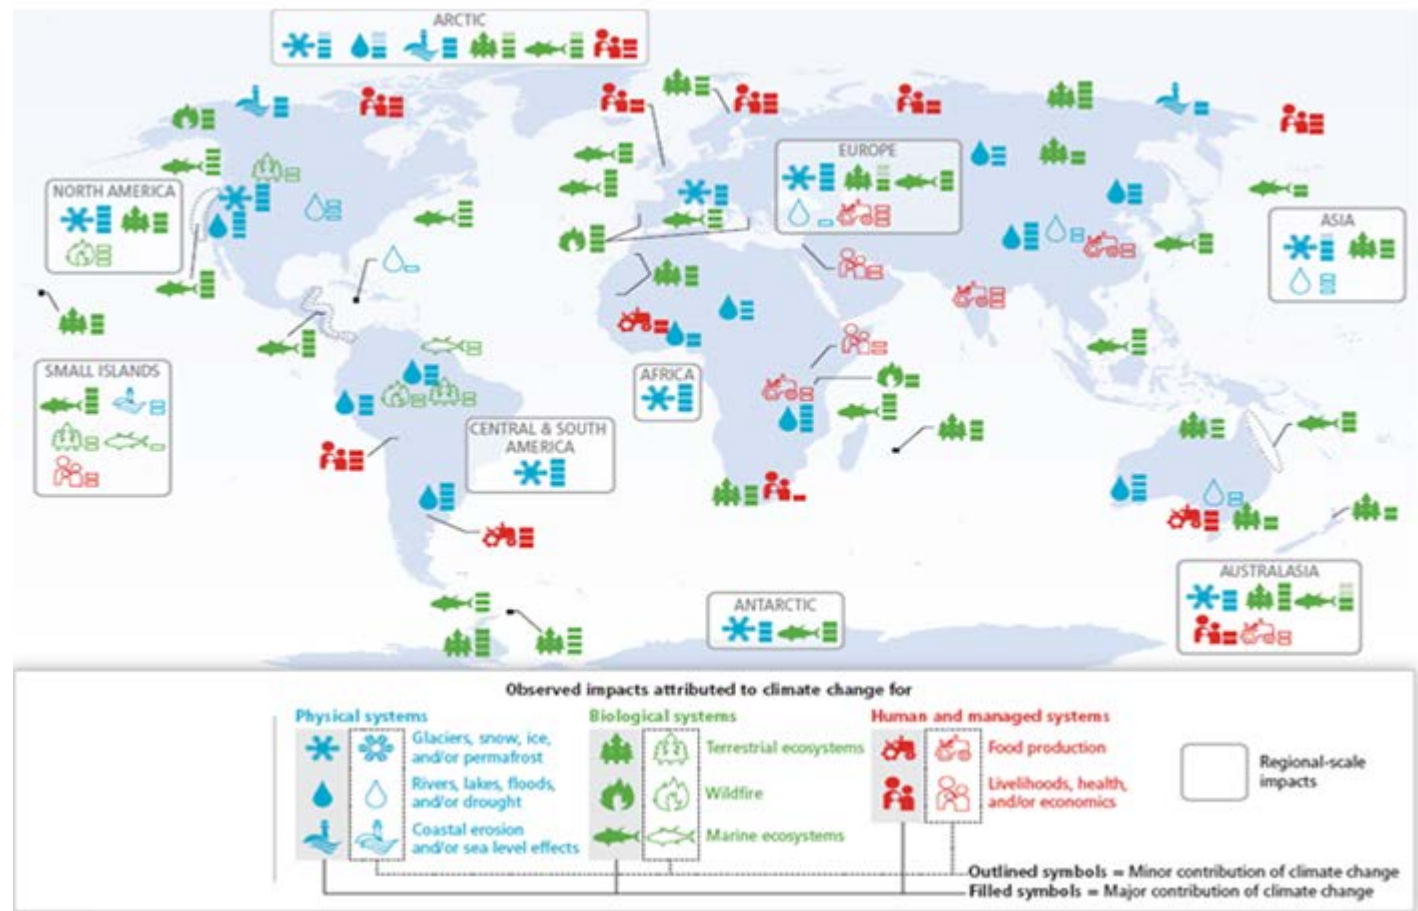 ARCTIC
EUROPE
NORTH AMERICA
ASIA
SMALL ISLANDS
AFRICA
CENTRAL & SOUTH
AMERICA
AUSTRALASIA
ANTARCTIC
Observed impacts attributed to climate change for
Physical systems
Glaciers, snow, ice,
and/or permafrost
Rivers, lakes, floods,
and/or drought
Coastal erosion
and/or sea level effects
Biological systems
Terrestrial ecosystems
Wildfire
Marine ecosystems
Human and managed systems
Food production
Livelihoods, health,
and/or economics
Regional-scale
impacts
Outlined symbols = Minor contribution of climate change
Filled symbols = Major contribution of climate change